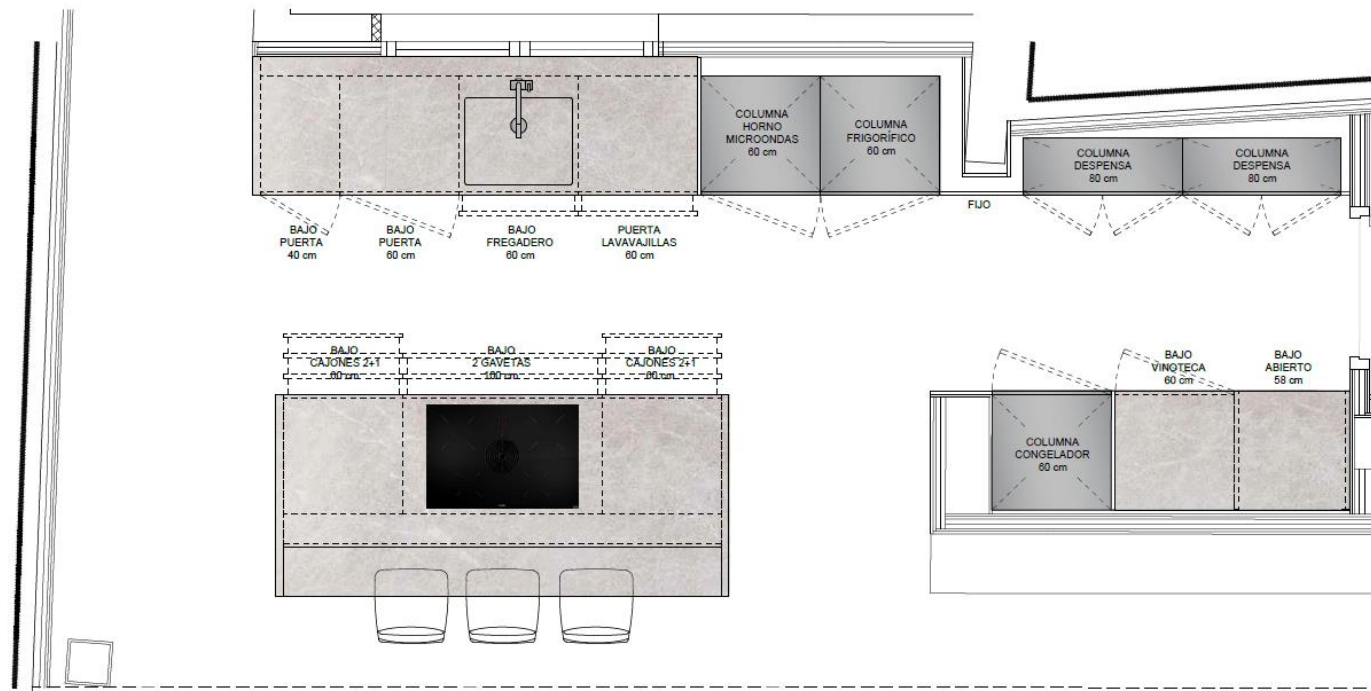 COLUMNA
HORNO
MICROONDAS
60 cm
COLUMNA
FRIGORÍFICO
60 cm
COLUMNA
DESPENSA
80 cm
COLUMNA
DESPENSA
80 cm
FIJO
BAJO
PUERTA
40 cm
BAJO
PUERTA
60 cm
BAJO
FREGADERO
60 cm
PUERTA
LAVAVAJILLAS
60 cm
BAJO
CAJONES 2+1
60 cm
BAJO
2 GAVETAS
100 cm
BAJO
CAJONES 2+1
60 cm
BAJO
VINOTECA
60 cm
BAJO
ABIERTO
58 cm
COLUMNA
CONGELADOR
60 cm